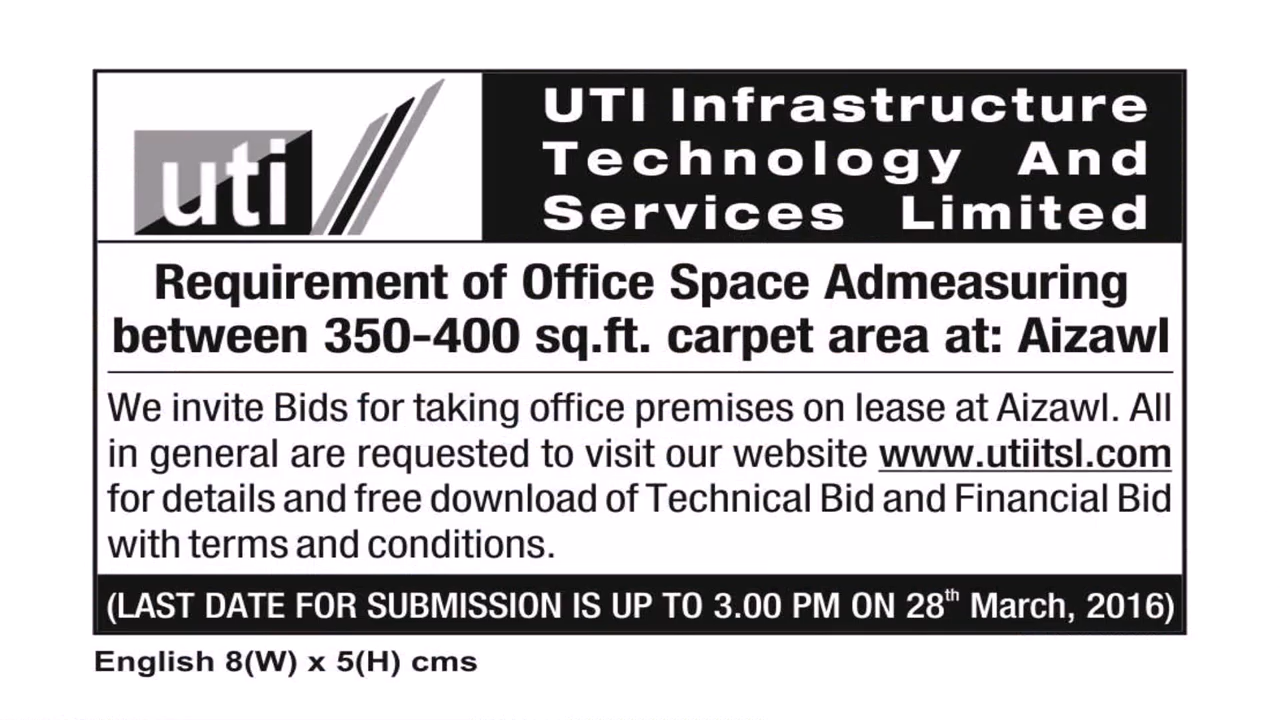 uti
UTI Infrastructure
Technology And
Services Limited
Requirement of Office Space Admeasuring
between 350-400 sq.ft. carpet area at: Aizawl
We invite Bids for taking office premises on lease at Aizawl. All
in general are requested to visit our website www.utiitsl.com
for details and free download of Technical Bid and Financial Bid
with terms and conditions.
(LAST DATE FOR SUBMISSION IS UP TO 3.00 PM ON 28th March, 2016)
English 8(W) x 5(H) cms